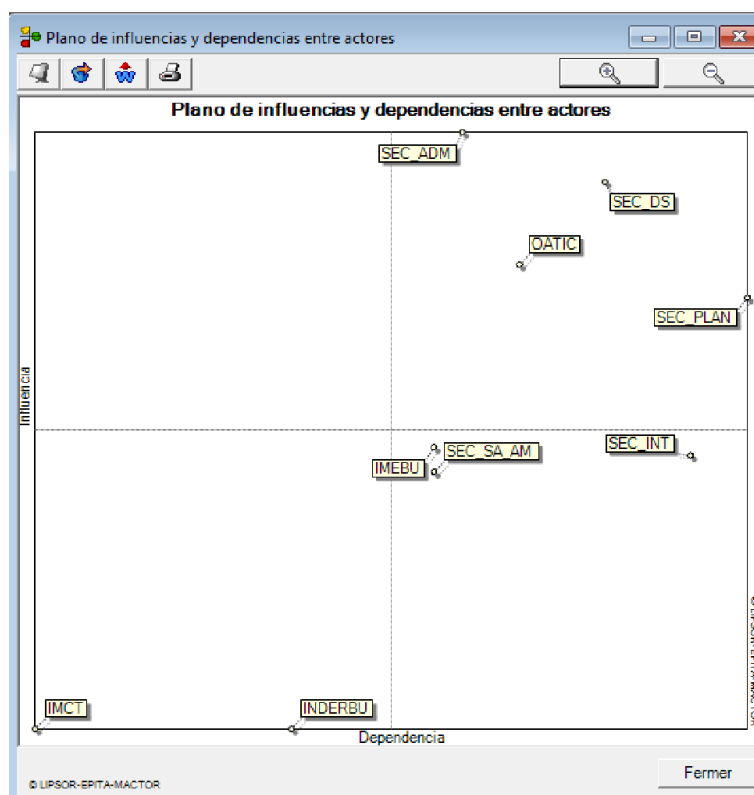 Plano de influencias y dependencias entre actores
Plano de influencias y dependencias entre actores
SEC_ADM
SEC_DS
OATIC
SEC_PLAN
Influencia
SEC_INT
SEC_SA_AM
IMEBU
IMCT
INDERBU
Dependencia
Fermer
© LIPSOR-EPITA-MACTOR